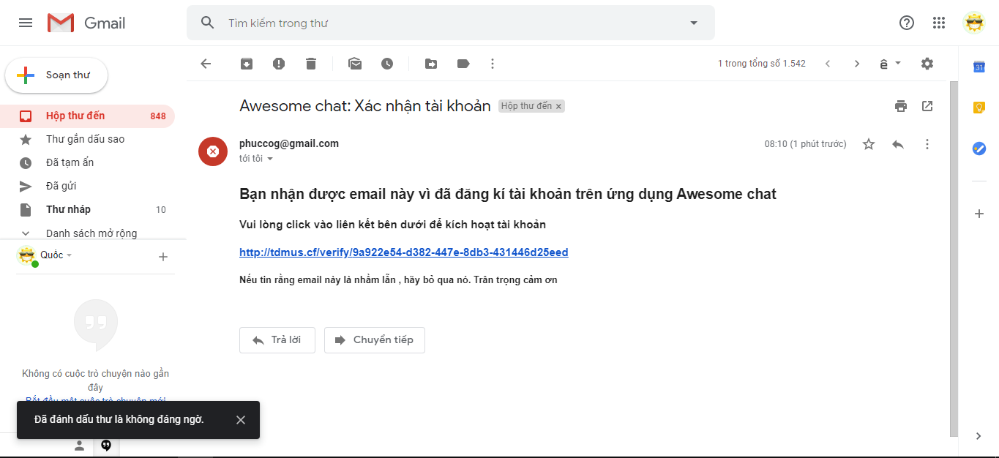 Gmail
Tìm kiếm trong thư
Soạn thư
1 trong tổng số 1.542
31
Hộp thư đến 848
Thư gắn dấu sao
Đã tạm ẩn
Đã gửi
Thư nháp 10
Danh sách mở rộng
Quốc
Không có cuộc trò chuyện nào gần
đây
Bắt đầu một cuộc trò chuyện mới
Đã đánh dấu thư là không đáng ngờ.
Awesome chat: Xác nhận tài khoản
Hộp thư đến ×
phuccog@gmail.com
08:10 (1 phút trước)
tới tôi
Bạn nhận được email này vì đã đăng kí tài khoản trên ứng dụng Awesome chat
Vui lòng click vào liên kết bên dưới để kích hoạt tài khoản
http://tdmus.cf/verify/9a922e54-d382-447e-8db3-431446d25eed
Nếu tin rằng email này là nhầm lẫn , hãy bỏ qua nó. Trân trọng cảm ơn
Trả lời
Chuyển tiếp